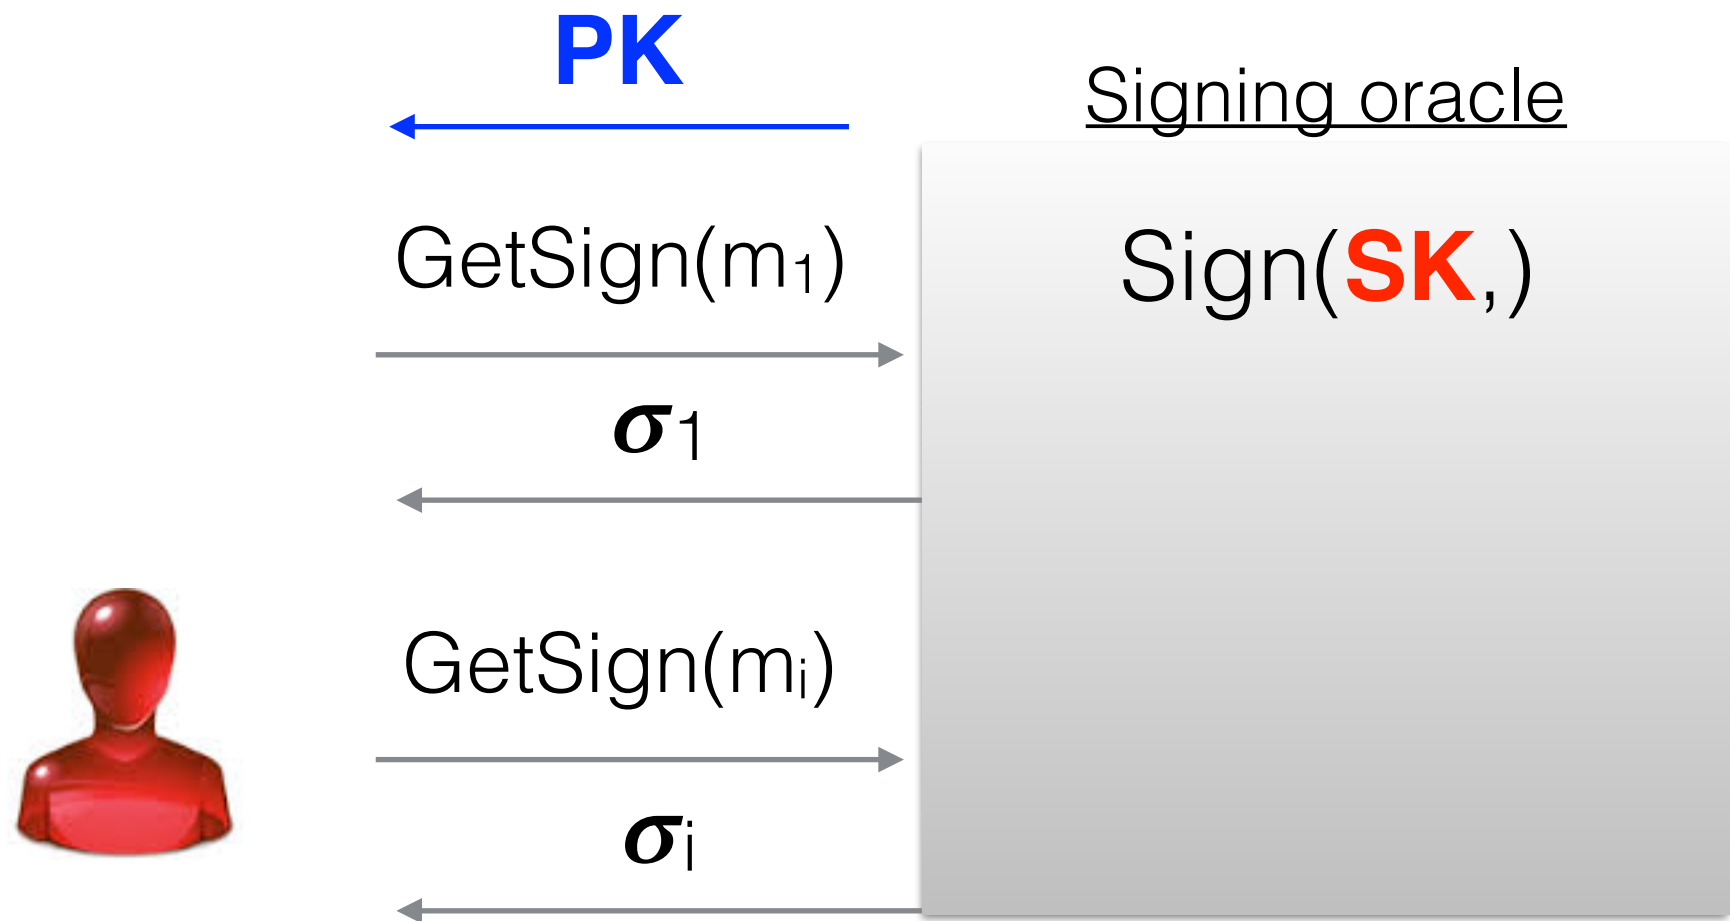 PK
Signing oracle
GetSign(m₁)
Sign(SK,)
σ₁
GetSign(mᵢ)
σᵢ